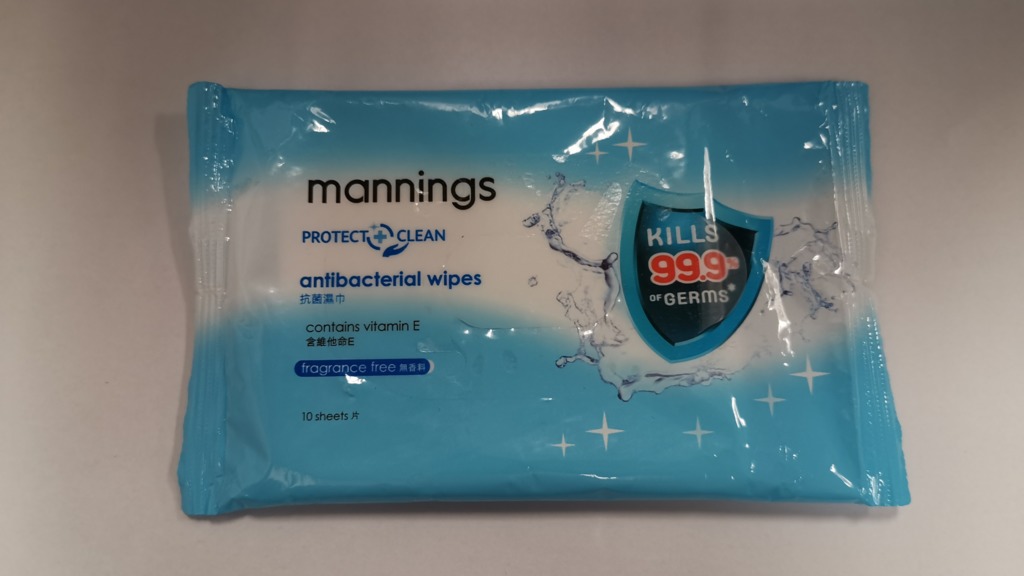 mannings
PROTECT CLEAN
antibacterial wipes
抗菌濕巾
contains vitamin E
含維他命E
fragrance free 無香料
10 sheets 片
KILLS
99.9%
OF GERMS*